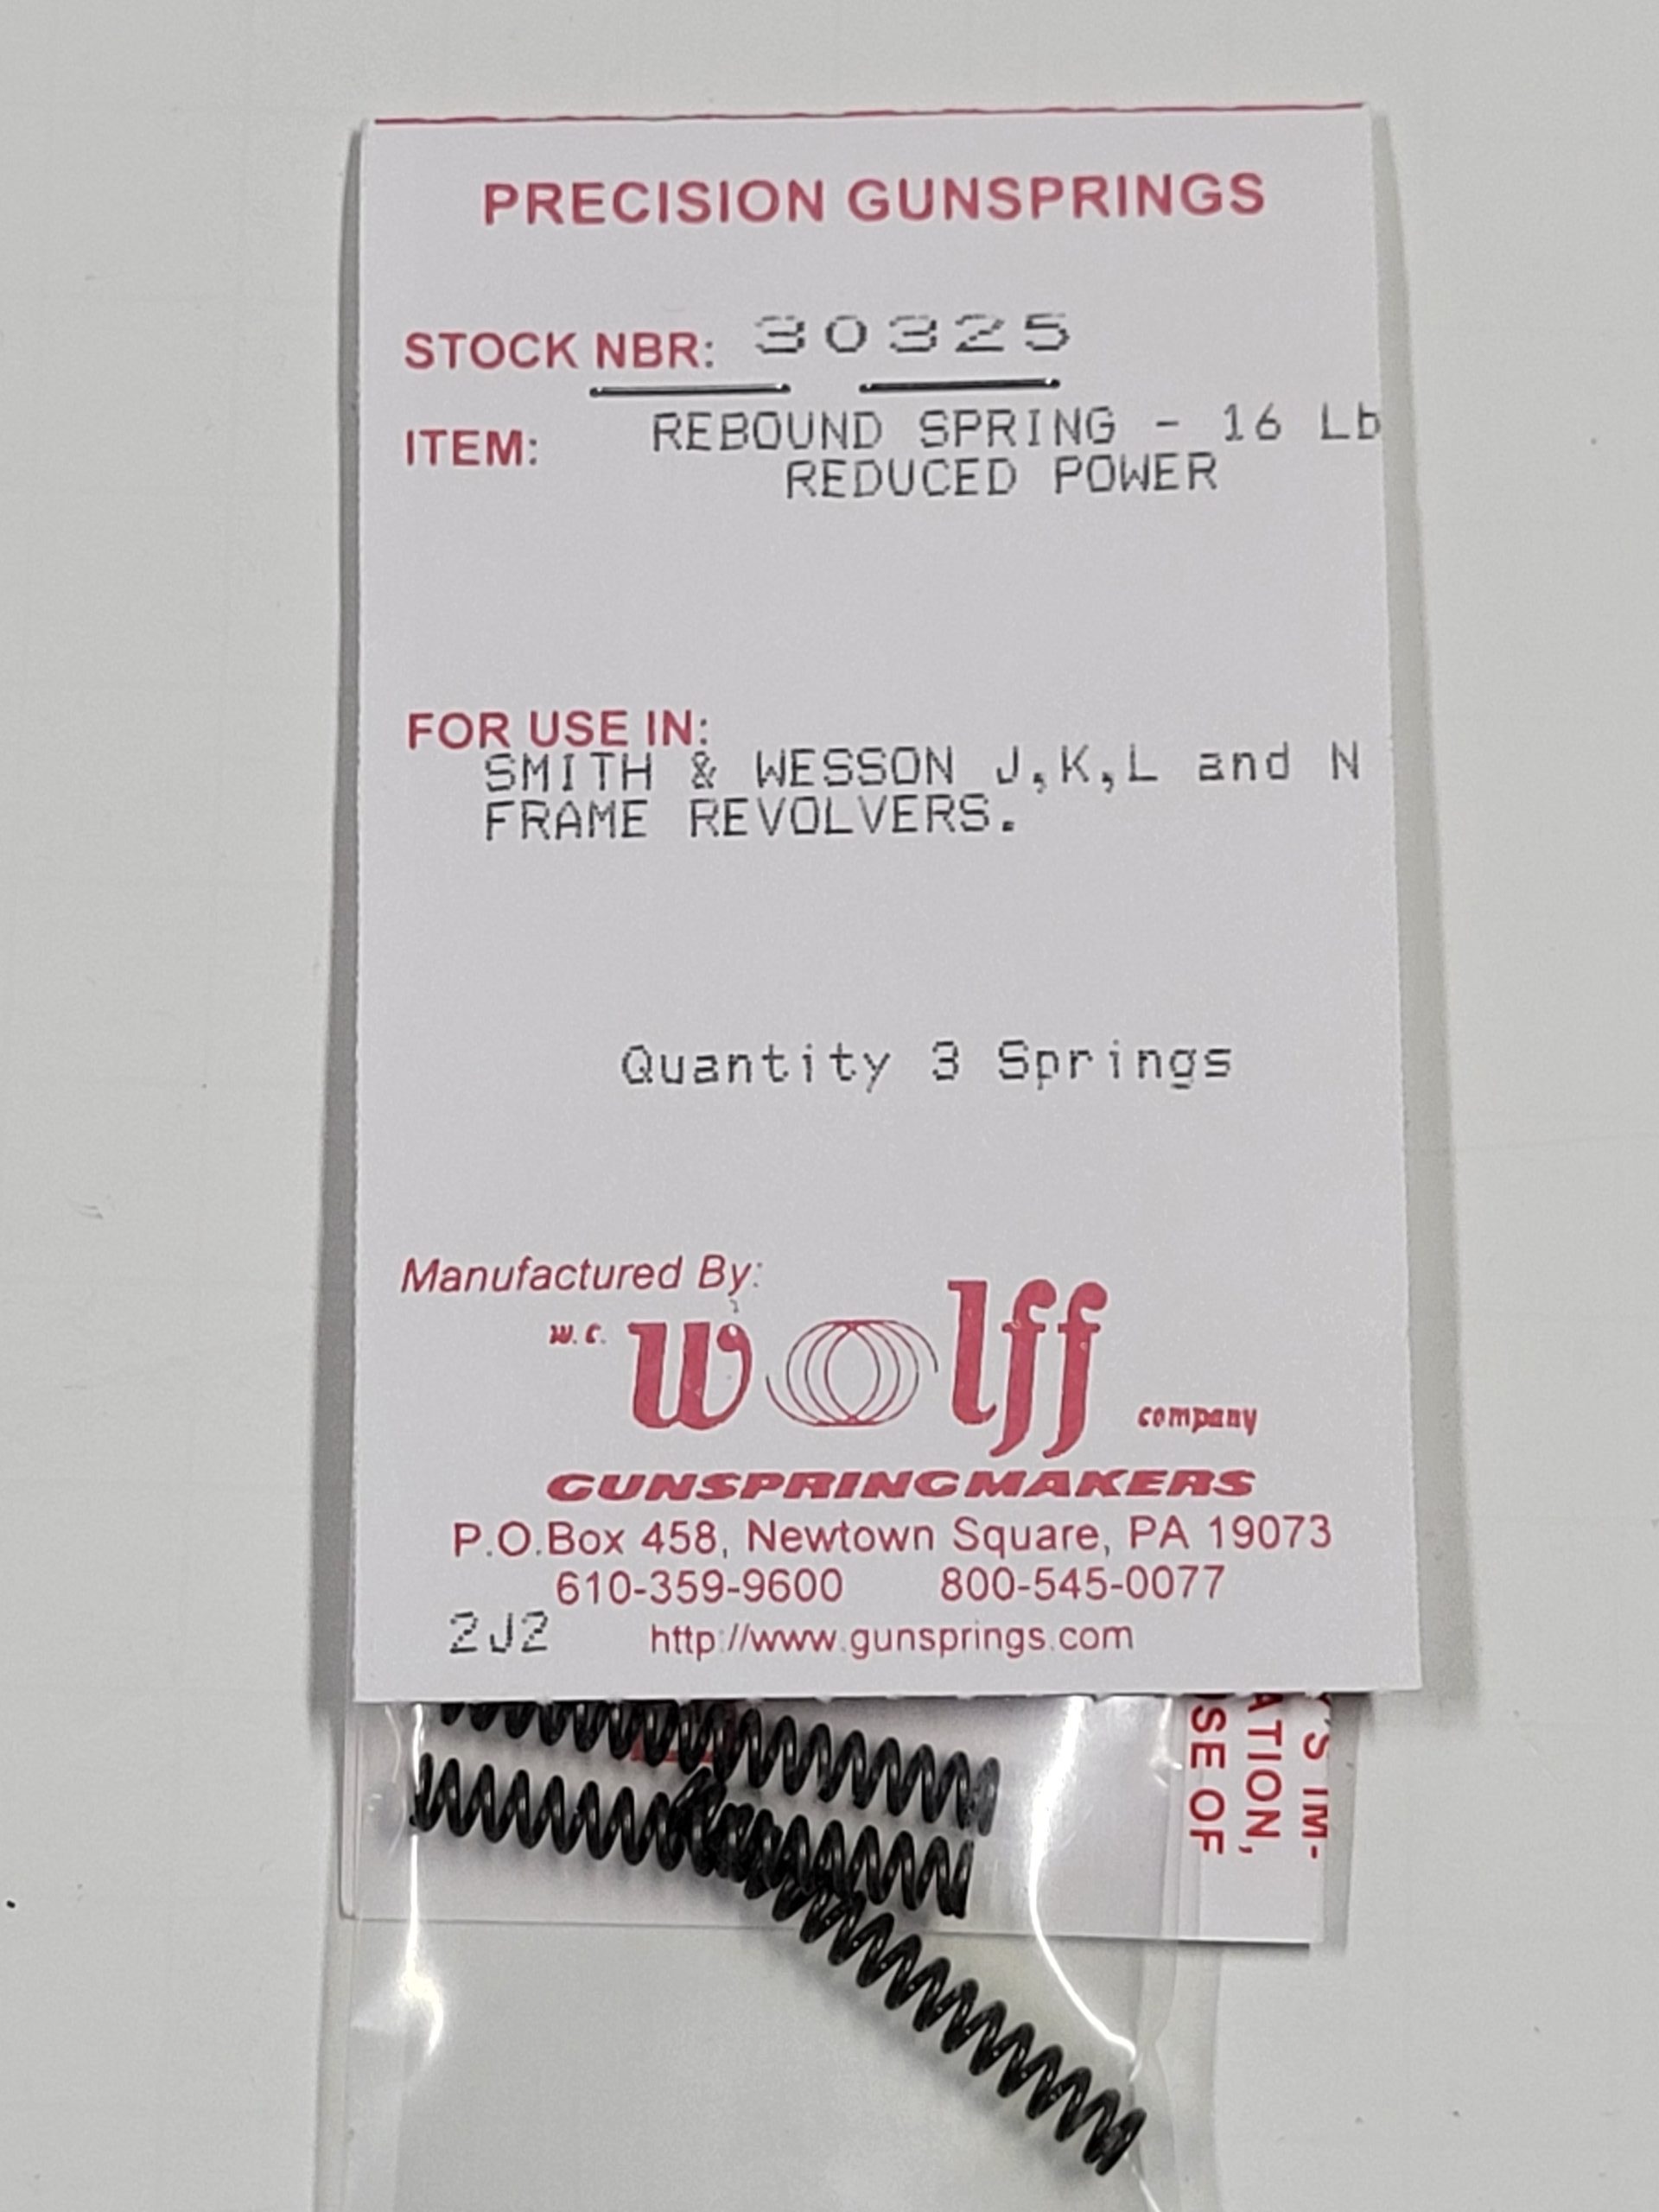 PRECISION GUNSPRINGS
STOCK NBR: 30325
ITEM: REBOUND SPRING - 16 Lb
REDUCED POWER
FOR USE IN:
SMITH & WESSON J,K,L and N
FRAME REVOLVERS.
Quantity 3 Springs
Manufactured By:
W.C. Wolff company
GUNSPRINGMAKERS
P.O.Box 458, Newtown Square, PA 19073
610-359-9600 800-545-0077
2J2 http://www.gunsprings.com
'S IM-
ATION,
SE OF